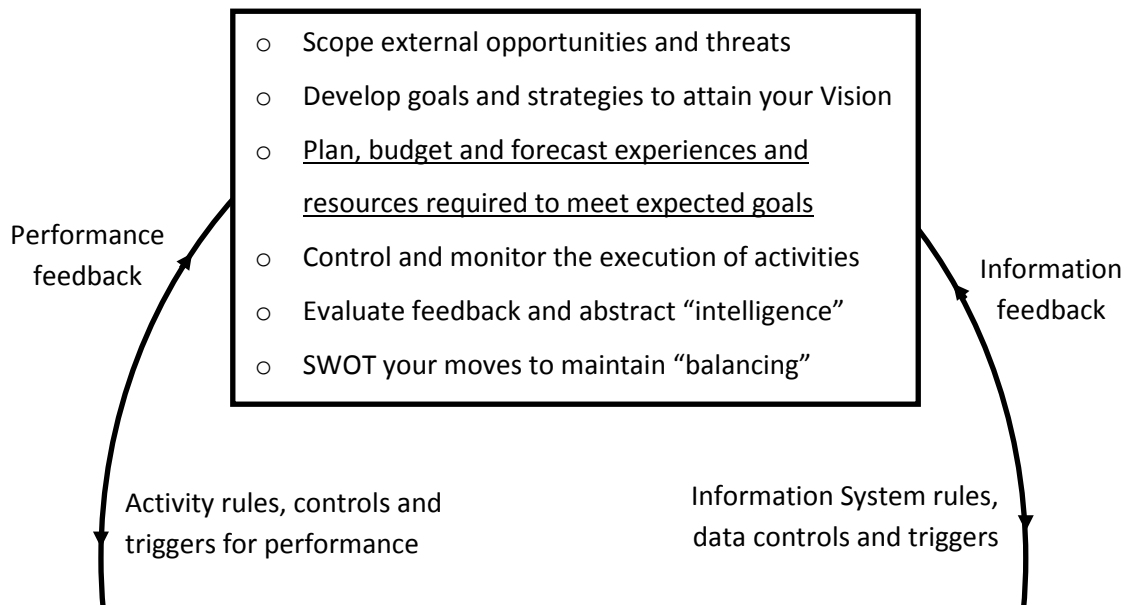 o Scope external opportunities and threats
o Develop goals and strategies to attain your Vision
o Plan, budget and forecast experiences and
resources required to meet expected goals
o Control and monitor the execution of activities
o Evaluate feedback and abstract “intelligence”
o SWOT your moves to maintain “balancing”
Performance
feedback
Information
feedback
Activity rules, controls and
triggers for performance
Information System rules,
data controls and triggers